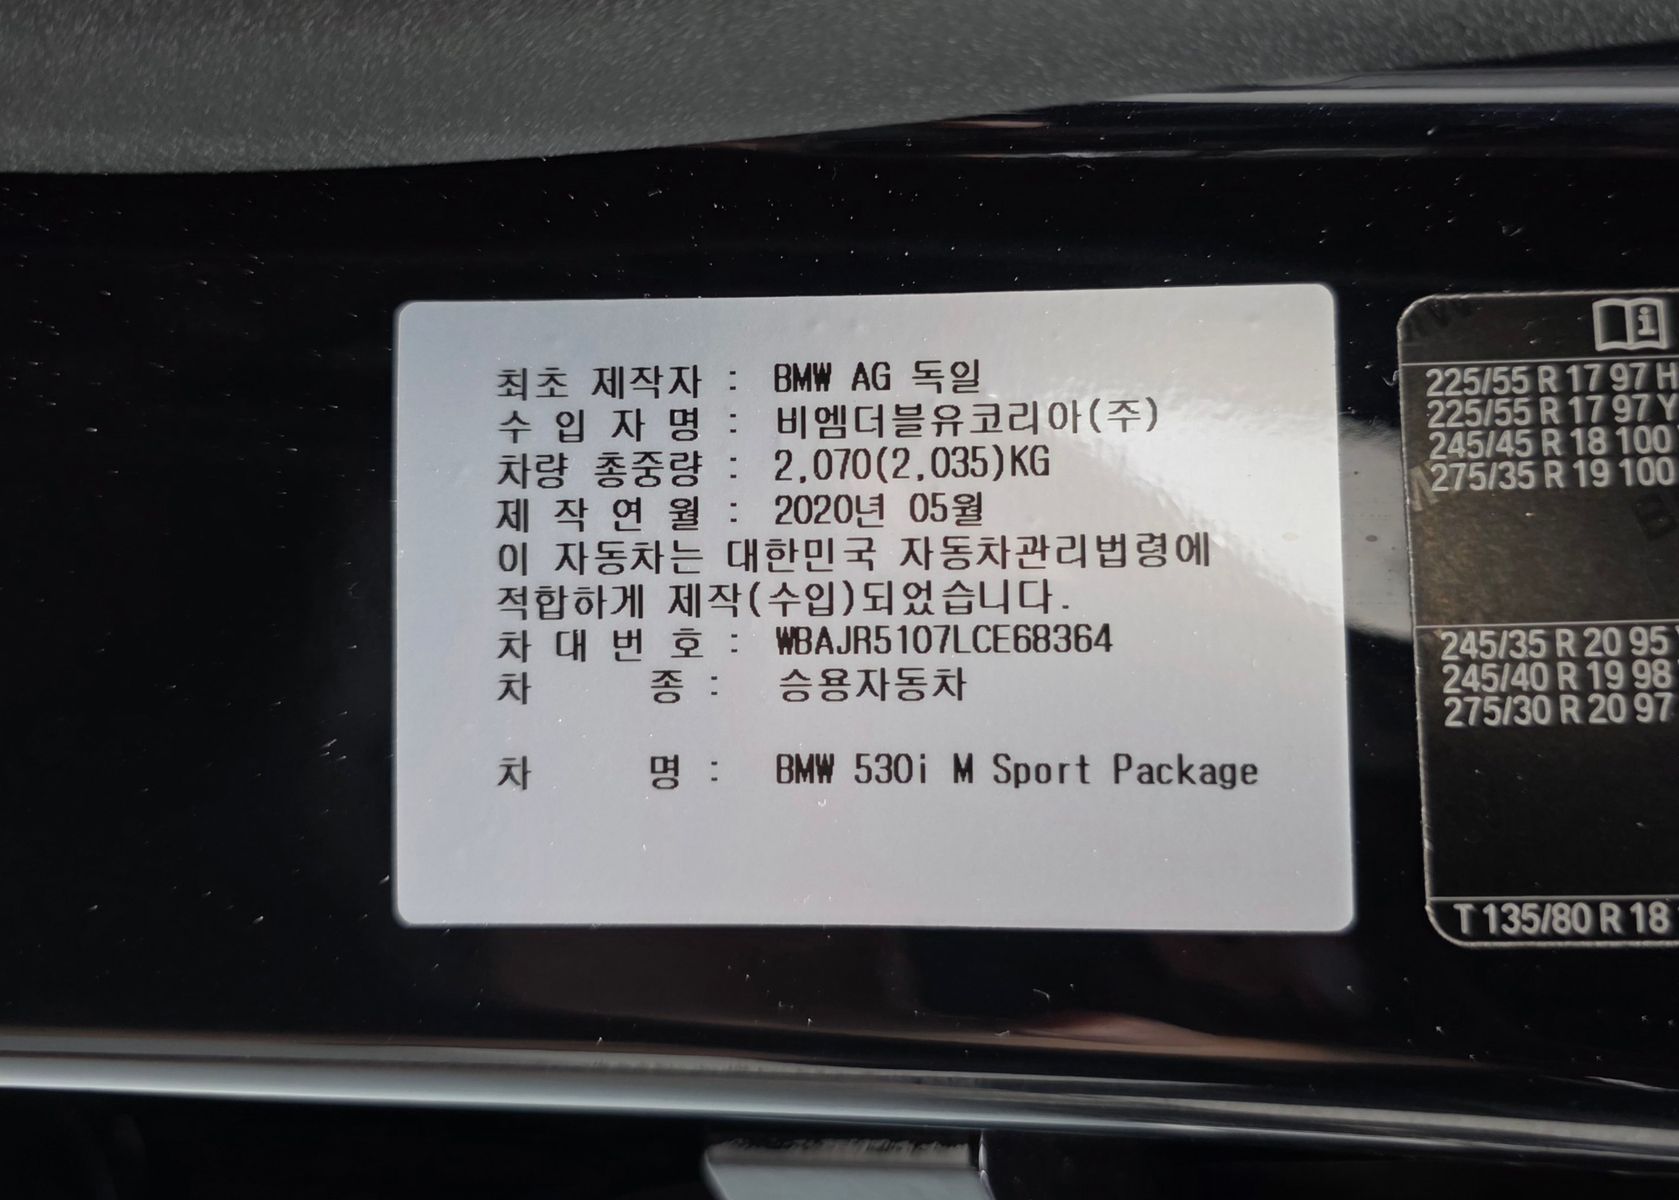 최초 제작자 : BMW AG 독일
수 입 자 명 : 비엠더블유코리아(주)
차량 총중량 : 2,070(2,035)KG
제 작 연 월 : 2020년 05월
이 자동차는 대한민국 자동차관리법령에
적합하게 제작(수입)되었습니다.
차 대 번 호 : WBAJR5107LCE68364
차 종 : 승용자동차
차 명 : BMW 530i M Sport Package
225/55 R 17 97 H
225/55 R 17 97 Y
245/45 R 18 100
275/35 R 19 100
245/35 R 20 95
245/40 R 19 98
275/30 R 20 97
T 135/80 R 18